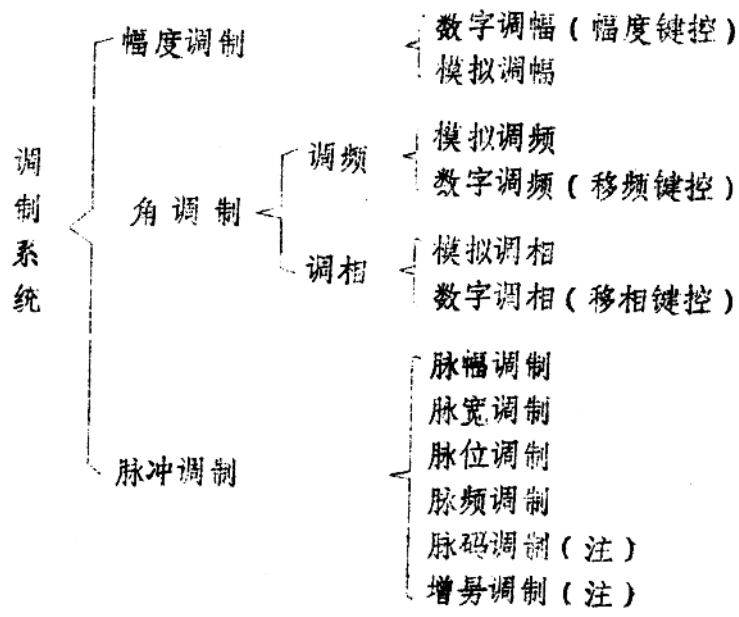 调制系统
幅度调制
数字调幅(幅度键控)
模拟调幅
角调制
调频
模拟调频
数字调频(移频键控)
调相
模拟调相
数字调相(移相键控)
脉冲调制
脉幅调制
脉宽调制
脉位调制
脉频调制
脉码调制(注)
增量调制(注)